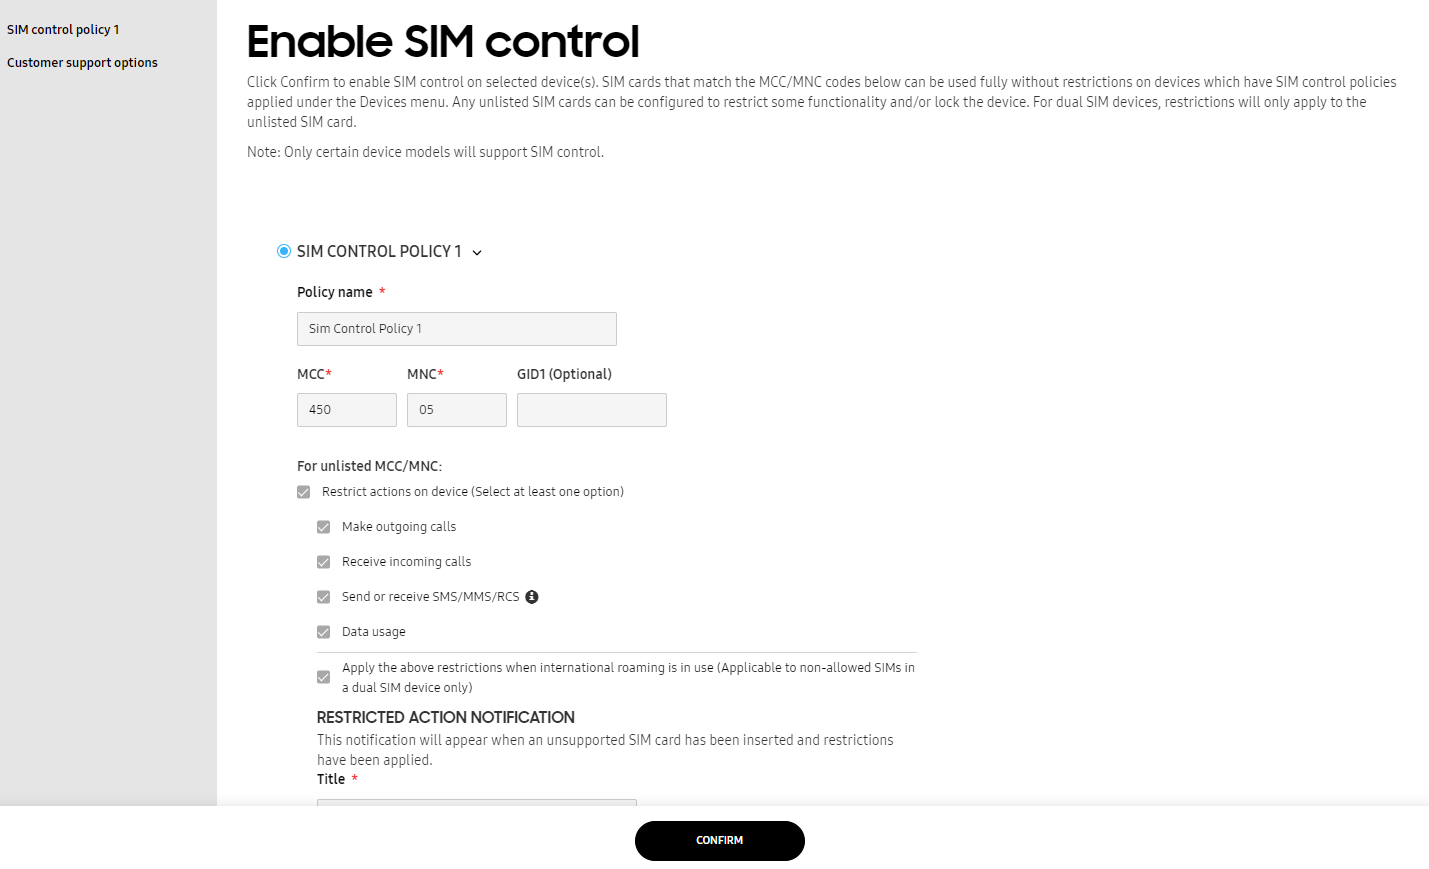 SIM control policy 1
Customer support options
Enable SIM control
Click Confirm to enable SIM control on selected device(s). SIM cards that match the MCC/MNC codes below can be used fully without restrictions on devices which have SIM control policies
applied under the Devices menu. Any unlisted SIM cards can be configured to restrict some functionality and/or lock the device. For dual SIM devices, restrictions will only apply to the
unlisted SIM card.
Note: Only certain device models will support SIM control.
SIM CONTROL POLICY 1
Policy name *
Sim Control Policy 1
MCC* MNC* GID1 (Optional)
450 05
For unlisted MCC/MNC:
Restrict actions on device (Select at least one option)
Make outgoing calls
Receive incoming calls
Send or receive SMS/MMS/RCS
Data usage
Apply the above restrictions when international roaming is in use (Applicable to non-allowed SIMs in
a dual SIM device only)
RESTRICTED ACTION NOTIFICATION
This notification will appear when an unsupported SIM card has been inserted and restrictions
have been applied.
Title *
CONFIRM